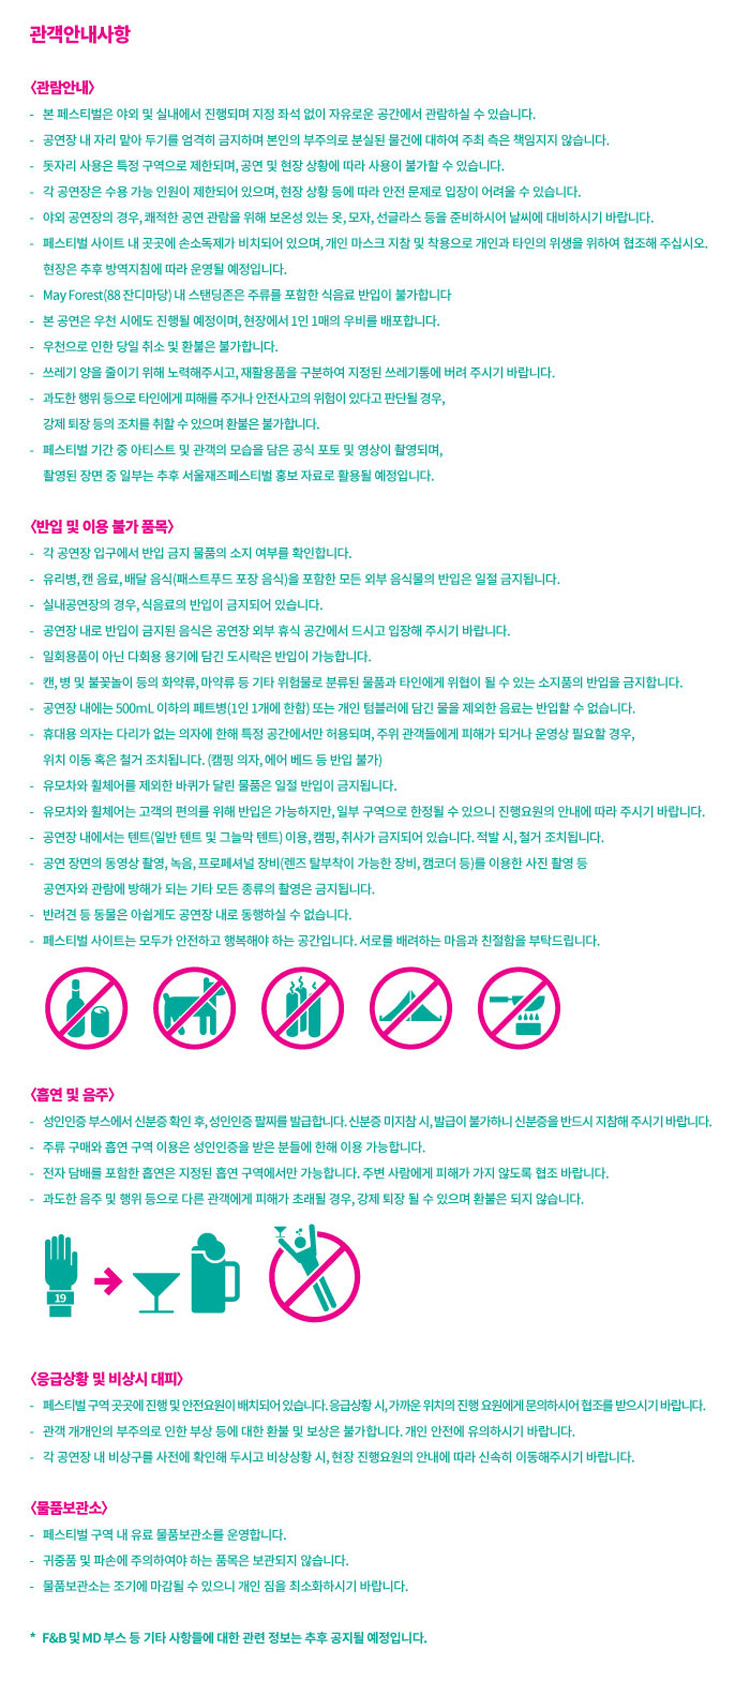 관객안내사항
〈관람안내〉
- 본 페스티벌은 야외 및 실내에서 진행되며 지정 좌석 없이 자유로운 공간에서 관람하실 수 있습니다.
- 공연장 내 자리 맡아 두기를 엄격히 금지하며 본인의 부주의로 분실된 물건에 대하여 주최 측은 책임지지 않습니다.
- 돗자리 사용은 특정 구역으로 제한되며, 공연 및 현장 상황에 따라 사용이 불가할 수 있습니다.
- 각 공연장은 수용 가능 인원이 제한되어 있으며, 현장 상황 등에 따라 안전 문제로 입장이 어려울 수 있습니다.
- 야외 공연장의 경우, 쾌적한 공연 관람을 위해 보온성 있는 옷, 모자, 선글라스 등을 준비하시어 날씨에 대비하시기 바랍니다.
- 페스티벌 사이트 내 곳곳에 손소독제가 비치되어 있으며, 개인 마스크 지참 및 착용으로 개인과 타인의 위생을 위하여 협조해 주십시오.
현장은 추후 방역지침에 따라 운영될 예정입니다.
- May Forest(88 잔디마당) 내 스탠딩존은 주류를 포함한 식음료 반입이 불가합니다
- 본 공연은 우천 시에도 진행될 예정이며, 현장에서 1인 1매의 우비를 배포합니다.
- 우천으로 인한 당일 취소 및 환불은 불가합니다.
- 쓰레기 양을 줄이기 위해 노력해주시고, 재활용품을 구분하여 지정된 쓰레기통에 버려 주시기 바랍니다.
- 과도한 행위 등으로 타인에게 피해를 주거나 안전사고의 위험이 있다고 판단될 경우,
강제 퇴장 등의 조치를 취할 수 있으며 환불은 불가합니다.
- 페스티벌 기간 중 아티스트 및 관객의 모습을 담은 공식 포토 및 영상이 촬영되며,
촬영된 장면 중 일부는 추후 서울재즈페스티벌 홍보 자료로 활용될 예정입니다.
〈반입 및 이용 불가 품목〉
- 각 공연장 입구에서 반입 금지 물품의 소지 여부를 확인합니다.
- 유리병, 캔 음료, 배달 음식(패스트푸드 포장 음식)을 포함한 모든 외부 음식물의 반입은 일절 금지됩니다.
- 실내공연장의 경우, 식음료의 반입이 금지되어 있습니다.
- 공연장 내로 반입이 금지된 음식은 공연장 외부 휴식 공간에서 드시고 입장해 주시기 바랍니다.
- 일회용품이 아닌 다회용 용기에 담긴 도시락은 반입이 가능합니다.
- 캔, 병 및 불꽃놀이 등의 화약류, 마약류 등 기타 위험물로 분류된 물품과 타인에게 위협이 될 수 있는 소지품의 반입을 금지합니다.
- 공연장 내에는 500mL 이하의 페트병(1인 1개에 한함) 또는 개인 텀블러에 담긴 물을 제외한 음료는 반입할 수 없습니다.
- 휴대용 의자는 다리가 없는 의자에 한해 특정 공간에서만 허용되며, 주위 관객들에게 피해가 되거나 운영상 필요할 경우,
위치 이동 혹은 철거 조치됩니다. (캠핑 의자, 에어 베드 등 반입 불가)
- 유모차와 휠체어를 제외한 바퀴가 달린 물품은 일절 반입이 금지됩니다.
- 유모차와 휠체어는 고객의 편의를 위해 반입은 가능하지만, 일부 구역으로 한정될 수 있으니 진행요원의 안내에 따라 주시기 바랍니다.
- 공연장 내에서는 텐트(일반 텐트 및 그늘막 텐트) 이용, 캠핑, 취사가 금지되어 있습니다. 적발 시, 철거 조치됩니다.
- 공연 장면의 동영상 촬영, 녹음, 프로페셔널 장비(렌즈 탈부착이 가능한 장비, 캠코더 등)를 이용한 사진 촬영 등
공연자와 관람에 방해가 되는 기타 모든 종류의 촬영은 금지됩니다.
- 반려견 등 동물은 아쉽게도 공연장 내로 동행하실 수 없습니다.
- 페스티벌 사이트는 모두가 안전하고 행복해야 하는 공간입니다. 서로를 배려하는 마음과 친절함을 부탁드립니다.
〈흡연 및 음주〉
- 성인인증 부스에서 신분증 확인 후, 성인인증 팔찌를 발급합니다. 신분증 미지참 시, 발급이 불가하니 신분증을 반드시 지참해 주시기 바랍니다.
- 주류 구매와 흡연 구역 이용은 성인인증을 받은 분들에 한해 이용 가능합니다.
- 전자 담배를 포함한 흡연은 지정된 흡연 구역에서만 가능합니다. 주변 사람에게 피해가 가지 않도록 협조 바랍니다.
- 과도한 음주 및 행위 등으로 다른 관객에게 피해가 초래될 경우, 강제 퇴장 될 수 있으며 환불은 되지 않습니다.
19
〈응급상황 및 비상시 대피〉
- 페스티벌 구역 곳곳에 진행 및 안전요원이 배치되어 있습니다. 응급상황 시, 가까운 위치의 진행 요원에게 문의하시어 협조를 받으시기 바랍니다.
- 관객 개개인의 부주의로 인한 부상 등에 대한 환불 및 보상은 불가합니다. 개인 안전에 유의하시기 바랍니다.
- 각 공연장 내 비상구를 사전에 확인해 두시고 비상상황 시, 현장 진행요원의 안내에 따라 신속히 이동해주시기 바랍니다.
〈물품보관소〉
- 페스티벌 구역 내 유료 물품보관소를 운영합니다.
- 귀중품 및 파손에 주의하여야 하는 품목은 보관되지 않습니다.
- 물품보관소는 조기에 마감될 수 있으니 개인 짐을 최소화하시기 바랍니다.
* F&B 및 MD 부스 등 기타 사항들에 대한 관련 정보는 추후 공지될 예정입니다.